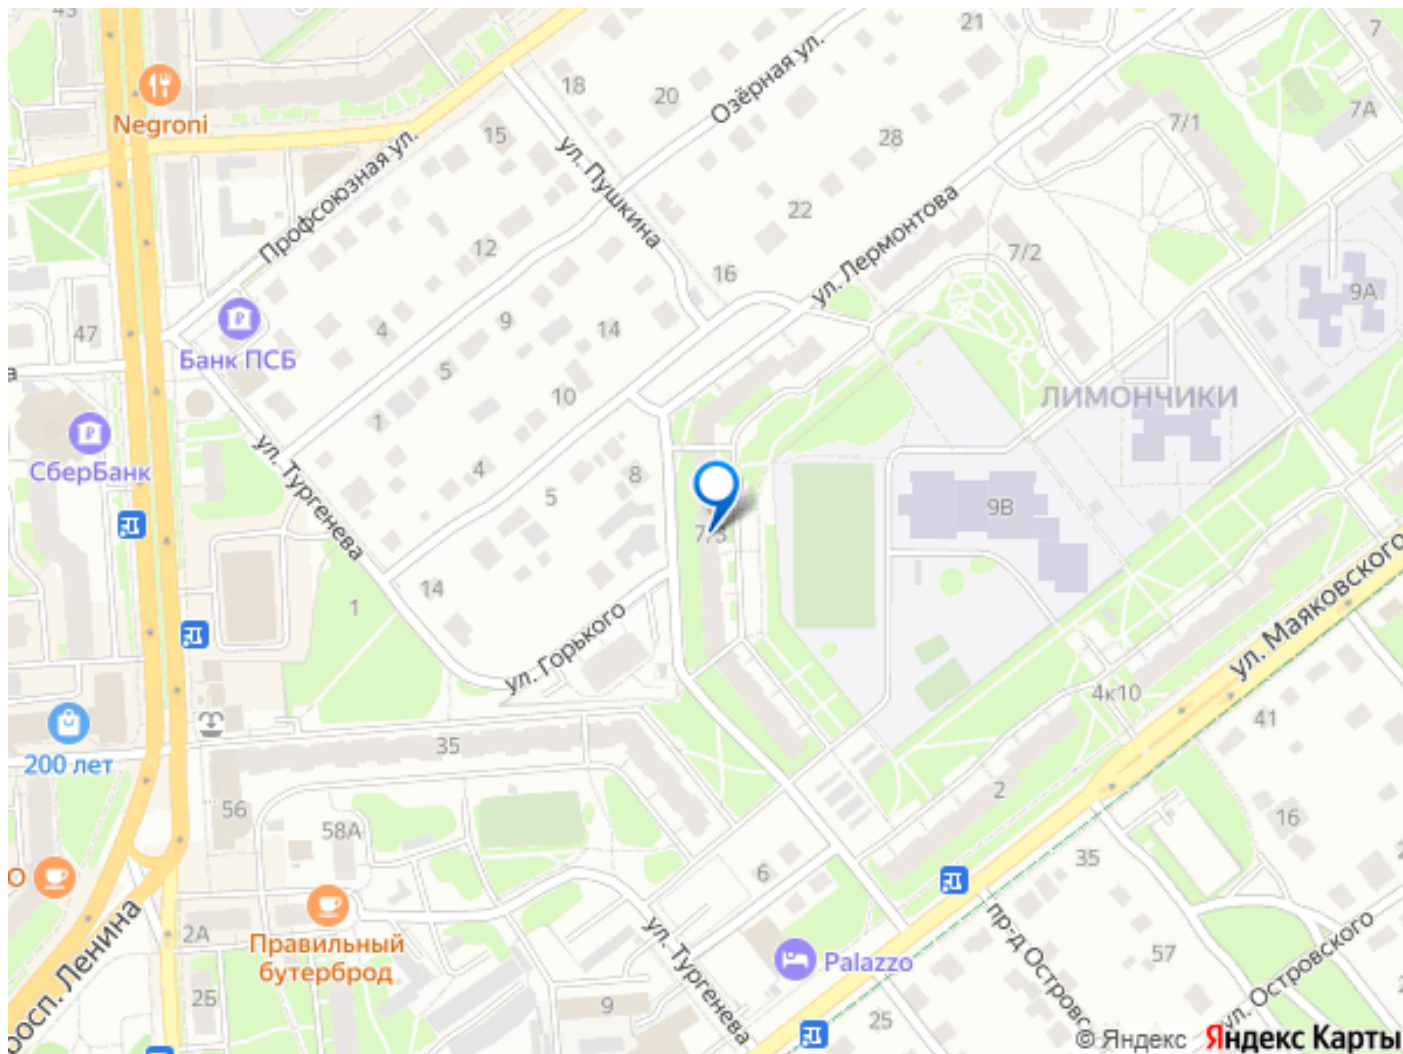 43
21
7
18
20
Озёрная ул.
7А
Negroni
15
28
7/1
ул. Пушкина
Профсоюзная ул.
22
ул. Лермонтова
12
7/2
16
9А
47
4
9
14
Банк ПСБ
5
10
ЛИМОНЧИКИ
1
СберБанк
ул. Тургенева
4
8
5
9В
14
1
ул. Горького
ул. Маяковского
4к10
41
35
200 лет
2
56
58А
16
35
6
О
просп. Ленина
2А
Правильный
бутерброд
ул. Тургенева
Palazzo
пр-д Островс
57
ул. Островского
25
9
25
© Яндекс Яндекс Карты